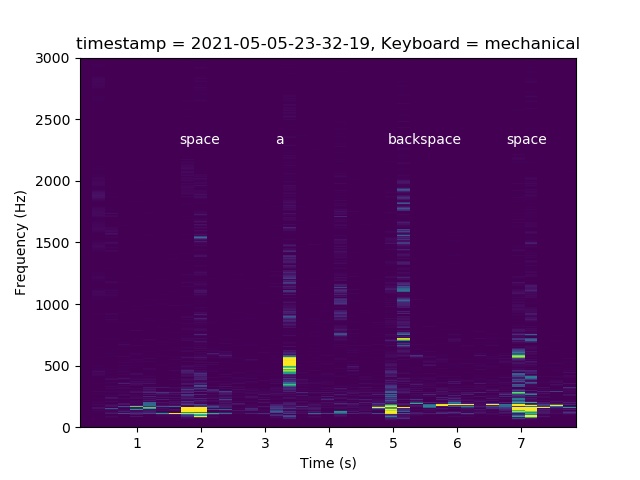 timestamp = 2021-05-05-23-32-19, Keyboard = mechanical
3000
2500
2000
1500
1000
500
0
Frequency (Hz)
space a backspace space
1 2 3 4 5 6 7
Time (s)